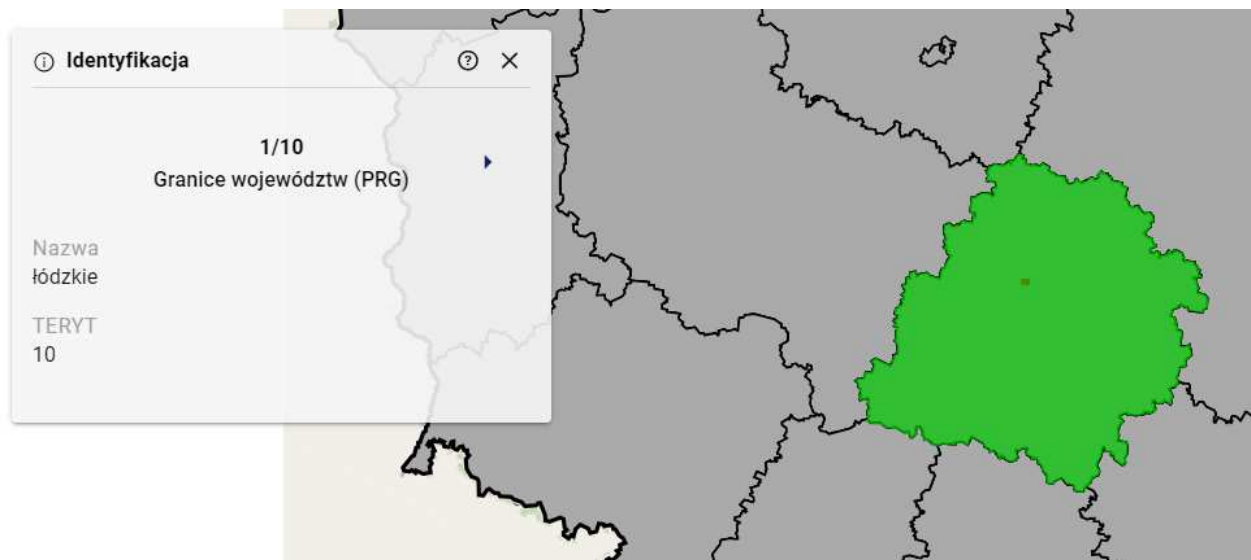 Identyfikacja
1/10
Granice województw (PRG)
Nazwa
łódzkie
TERYT
10